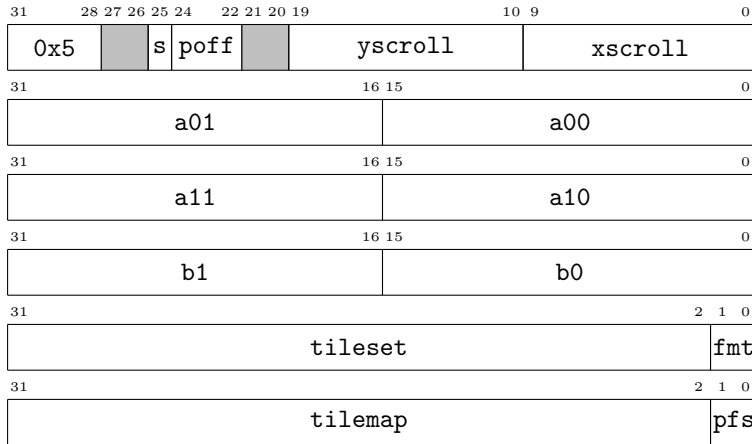 31 28 27 26 25 24 22 21 20 19 10 9 0
0x5 s poff yscroll xscroll
31 16 15 0
a01 a00
31 16 15 0
a11 a10
31 16 15 0
b1 b0
31 2 1 0
tileset fmt
31 2 1 0
tilemap pfs